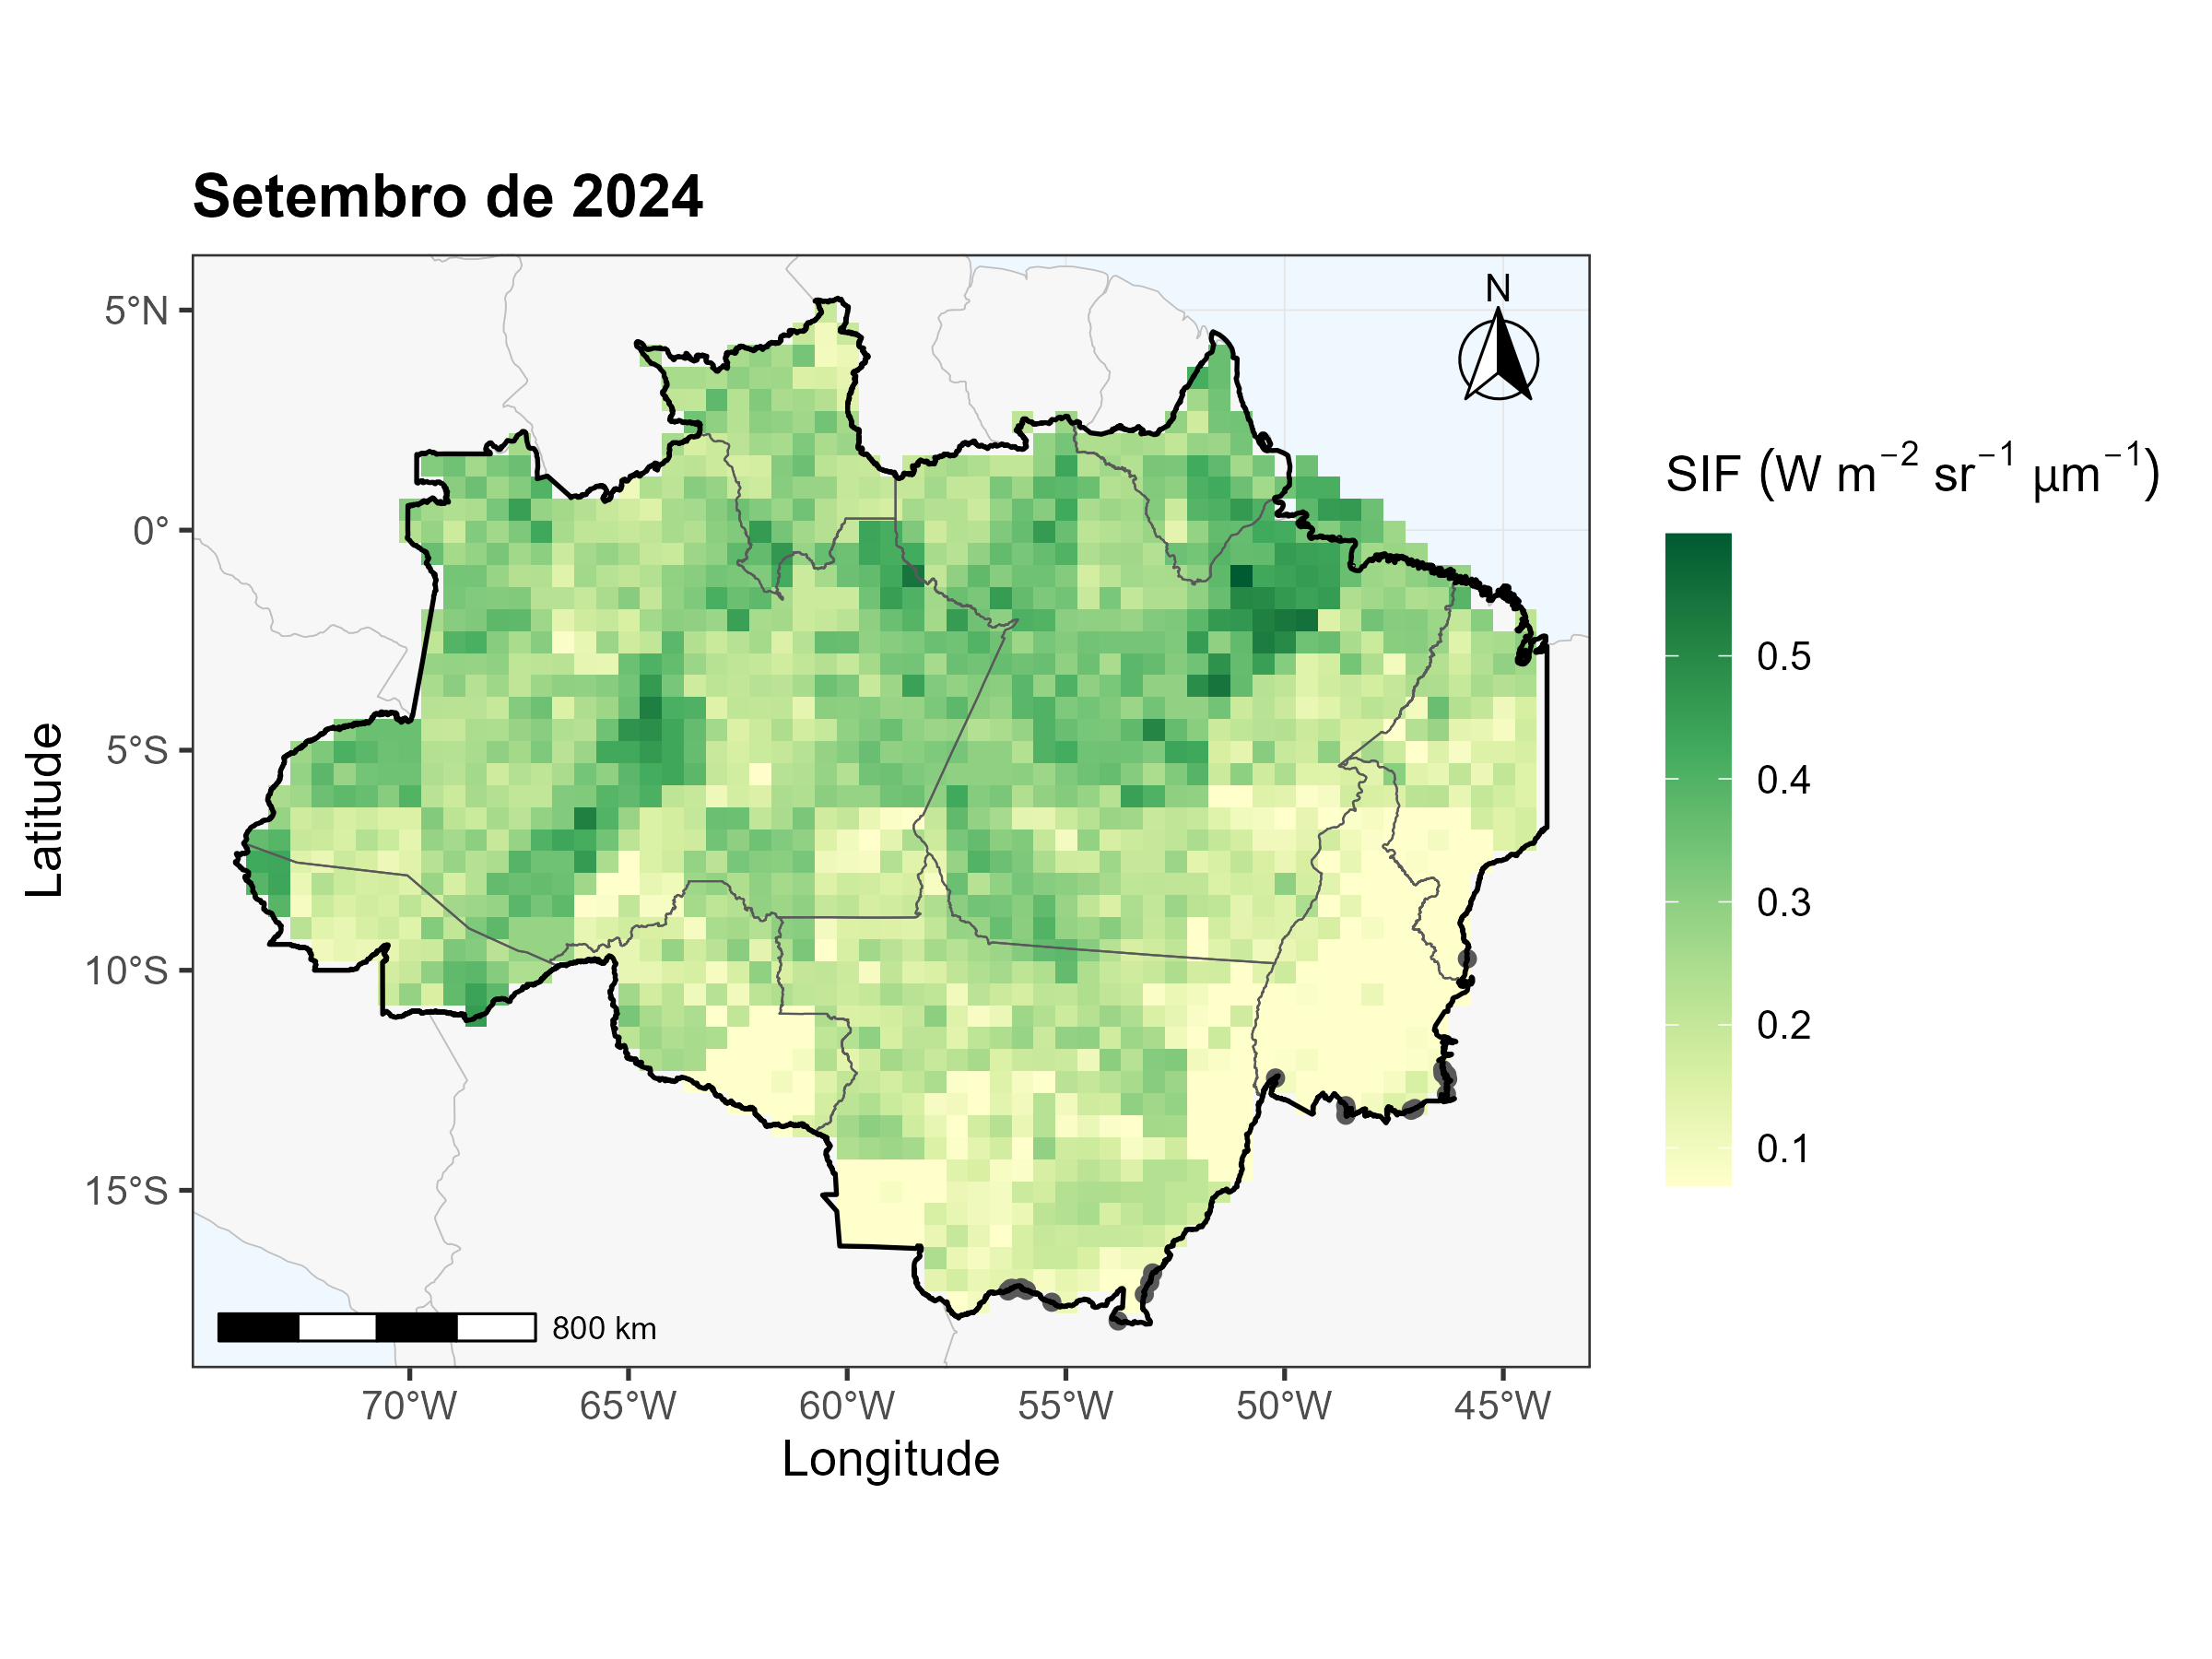 Setembro de 2024
N
5°N
0°
5°S
10°S
15°S
Latitude
800 km
70°W 65°W 60°W 55°W 50°W 45°W
Longitude
SIF (W m⁻² sr⁻¹ μm⁻¹)
0.5
0.4
0.3
0.2
0.1